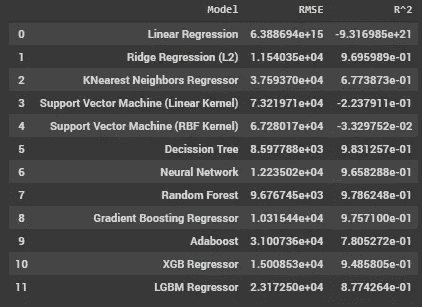 Model RMSE R^2
0 Linear Regression 6.388694e+15 -9.316985e+21
1 Ridge Regression (L2) 1.154035e+04 9.695989e-01
2 KNearest Neighbors Regressor 3.759370e+04 6.773873e-01
3 Support Vector Machine (Linear Kernel) 7.321971e+04 -2.237911e-01
4 Support Vector Machine (RBF Kernel) 6.728017e+04 -3.329752e-02
5 Decission Tree 8.597788e+03 9.831257e-01
6 Neural Network 1.223502e+04 9.658288e-01
7 Random Forest 9.676745e+03 9.786248e-01
8 Gradient Boosting Regressor 1.031544e+04 9.757100e-01
9 Adaboost 3.100736e+04 7.805272e-01
10 XGB Regressor 1.500853e+04 9.485805e-01
11 LGBM Regressor 2.317250e+04 8.774264e-01